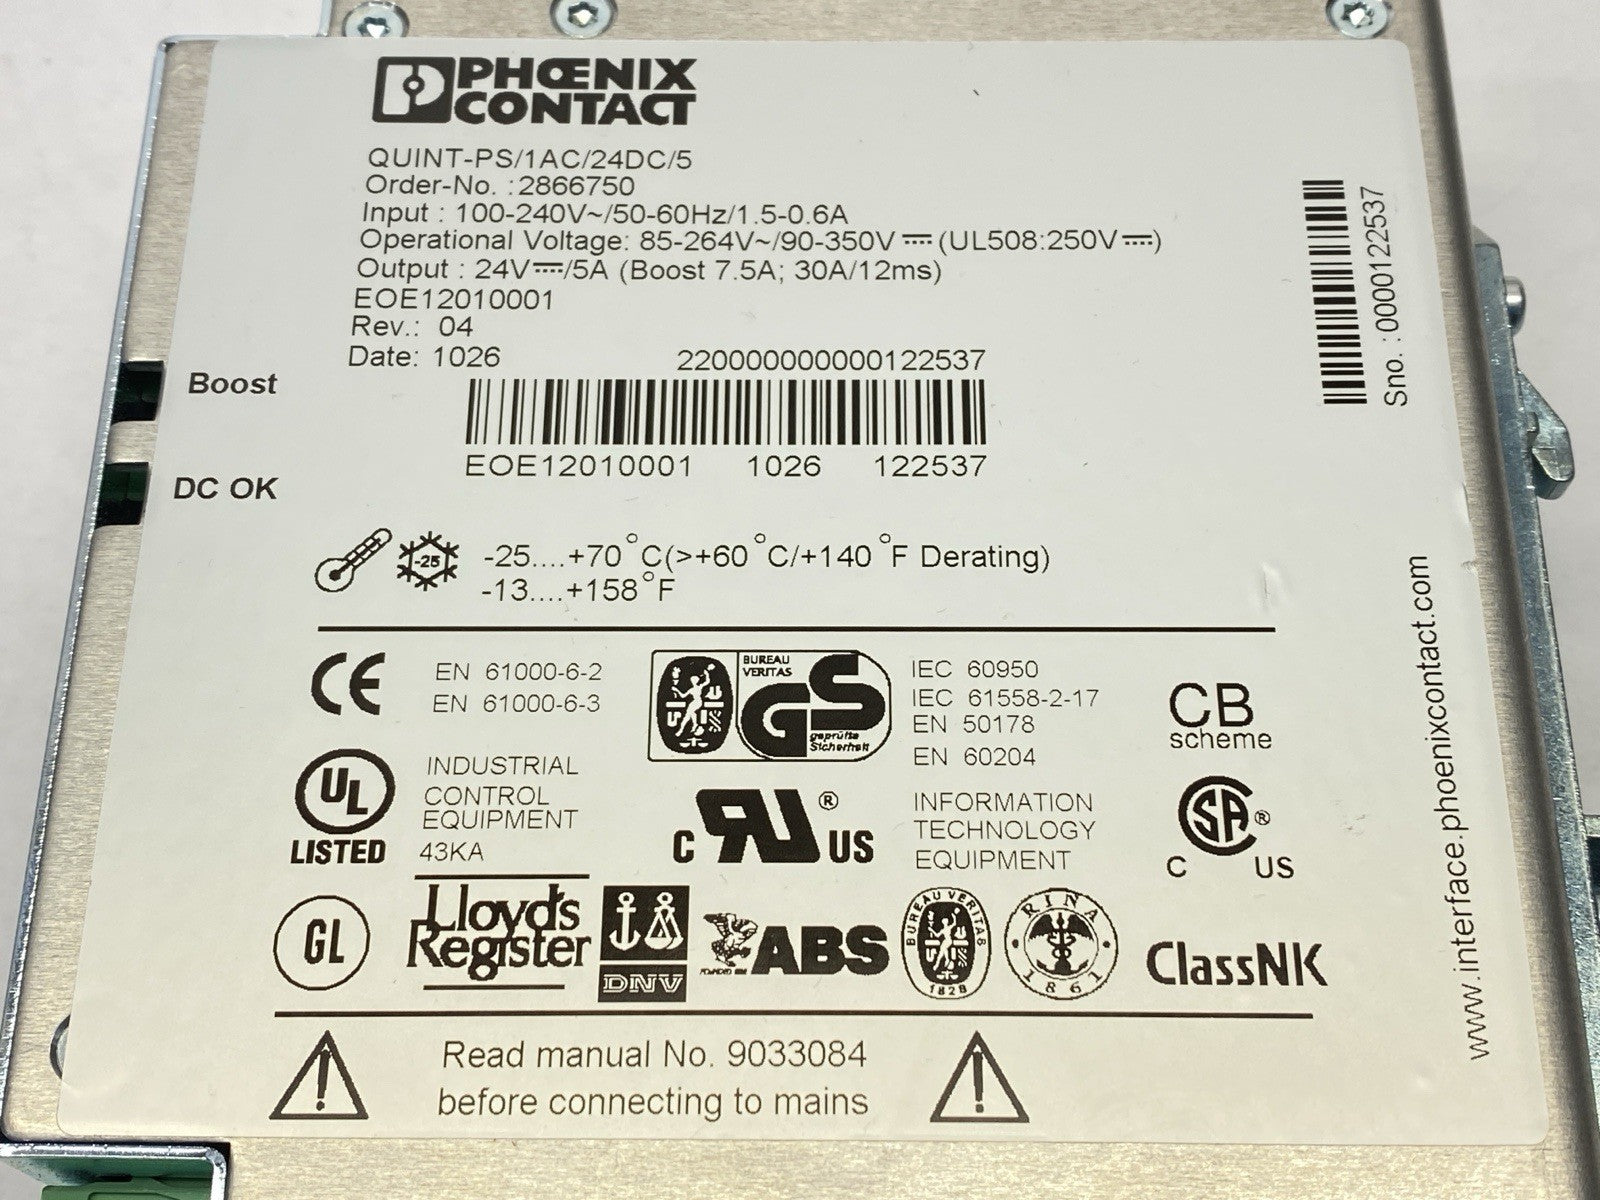 PHŒNIX
CONTACT
QUINT-PS/1AC/24DC/5
Order-No. :2866750
Input : 100-240V~/50-60Hz/1.5-0.6A
Operational Voltage: 85-264V~/90-350V⎓(UL508:250V⎓)
Output : 24V⎓/5A (Boost 7.5A; 30A/12ms)
EOE12010001
Rev.: 04
Date: 1026
220000000000122537
EOE12010001 1026 122537
Sno. :0000122537
Boost
DC OK
-25
-25....+70°C(>+60°C/+140°F Derating)
-13....+158°F
CE
EN 61000-6-2
EN 61000-6-3
BUREAU
VERITAS
GS
geprüfte
Sicherheit
IEC 60950
IEC 61558-2-17
EN 50178
EN 60204
CB
scheme
UL
LISTED
INDUSTRIAL
CONTROL
EQUIPMENT
43KA
C RU® US
INFORMATION
TECHNOLOGY
EQUIPMENT
SA®
C US
GL
Lloyd's
Register
DNV
ABS
BUREAU VERITAS
1828
RINA
1861
ClassNK
Read manual No. 9033084
before connecting to mains
www.interface.phoenixcontact.com